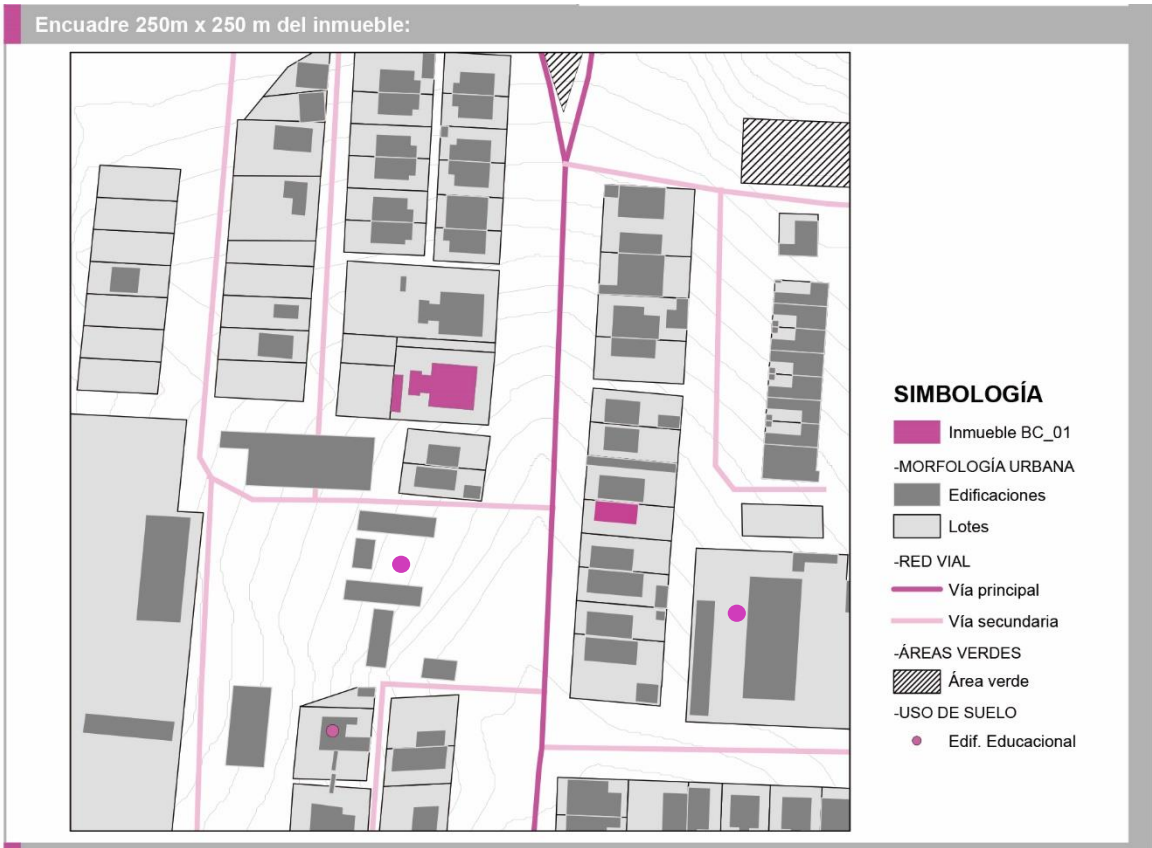 Encuadre 250m x 250 m del inmueble:
SIMBOLOGÍA
Inmueble BC_01
-MORFOLOGÍA URBANA
Edificaciones
Lotes
-RED VIAL
Vía principal
Vía secundaria
-ÁREAS VERDES
Área verde
-USO DE SUELO
Edif. Educacional